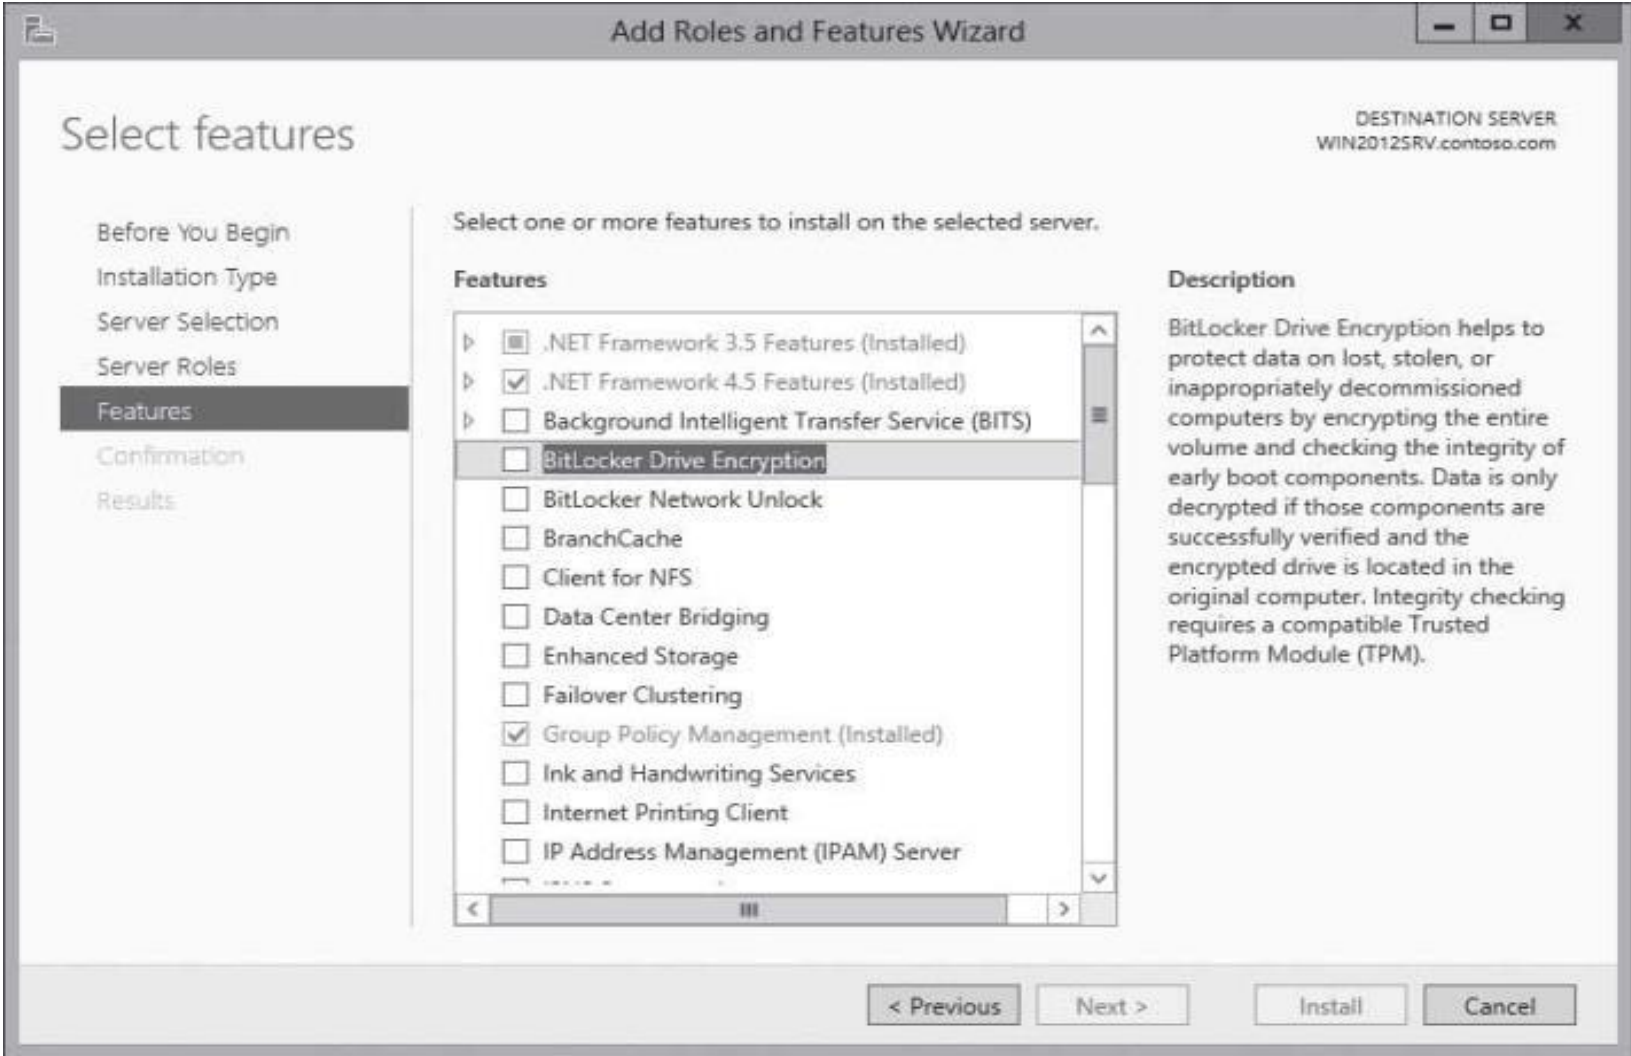 Add Roles and Features Wizard
Select features
DESTINATION SERVER
WIN2012SRV.contoso.com
Before You Begin
Installation Type
Server Selection
Server Roles
Features
Confirmation
Results
Select one or more features to install on the selected server.
Features
.NET Framework 3.5 Features (Installed)
.NET Framework 4.5 Features (Installed)
Background Intelligent Transfer Service (BITS)
BitLocker Drive Encryption
BitLocker Network Unlock
BranchCache
Client for NFS
Data Center Bridging
Enhanced Storage
Failover Clustering
Group Policy Management (Installed)
Ink and Handwriting Services
Internet Printing Client
IP Address Management (IPAM) Server
Description
BitLocker Drive Encryption helps to
protect data on lost, stolen, or
inappropriately decommissioned
computers by encrypting the entire
volume and checking the integrity of
early boot components. Data is only
decrypted if those components are
successfully verified and the
encrypted drive is located in the
original computer. Integrity checking
requires a compatible Trusted
Platform Module (TPM).
< Previous
Next >
Install
Cancel